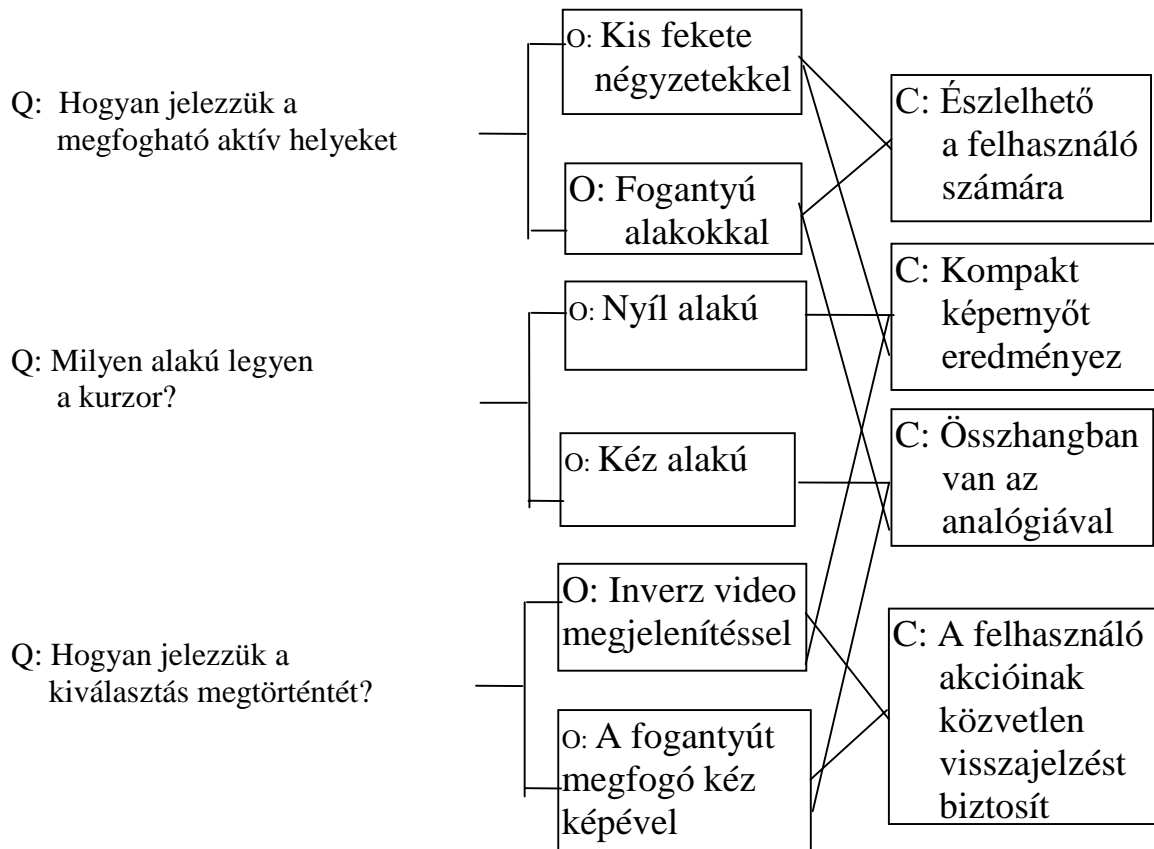 Q: Hogyan jelezzük a
megfogható aktív helyeket
O: Kis fekete
négyzetekkel
O: Fogantyú
alakokkal
C: Észlelhető
a felhasználó
számára
Q: Milyen alakú legyen
a kurzor?
O: Nyíl alakú
O: Kéz alakú
C: Kompakt
képernyőt
eredményez
C: Összhangban
van az
analógiával
Q: Hogyan jelezzük a
kiválasztás megtörténtét?
O: Inverz video
megjelenítéssel
O: A fogantyút
megfogó kéz
képével
C: A felhasználó
akcióinak
közvetlen
visszajelzést
biztosít